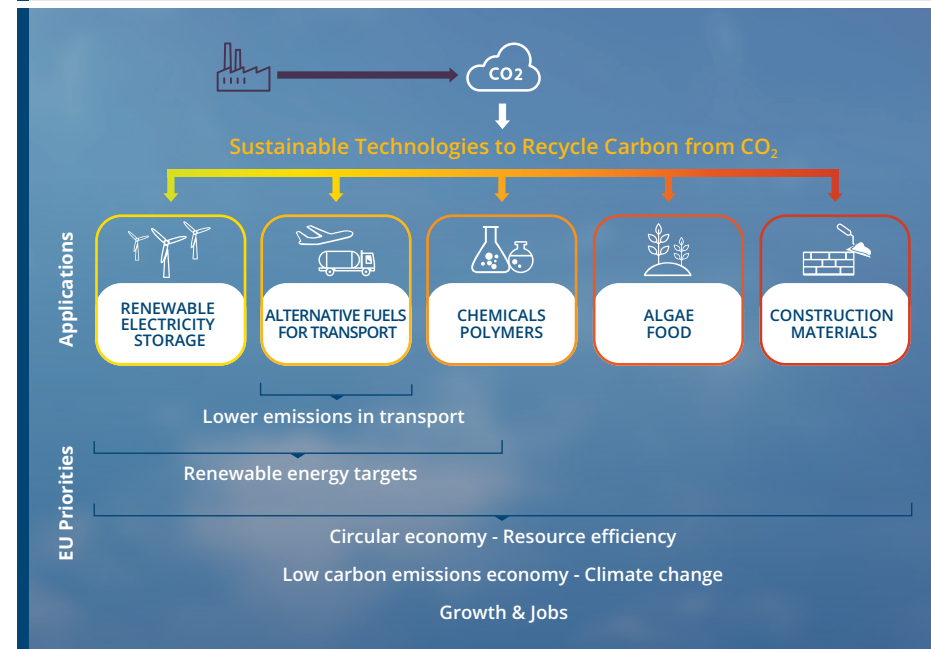 CO2
Sustainable Technologies to Recycle Carbon from CO₂
Applications
RENEWABLE
ELECTRICITY
STORAGE
ALTERNATIVE FUELS
FOR TRANSPORT
CHEMICALS
POLYMERS
ALGAE
FOOD
CONSTRUCTION
MATERIALS
EU Priorities
Lower emissions in transport
Renewable energy targets
Circular economy - Resource efficiency
Low carbon emissions economy - Climate change
Growth & Jobs